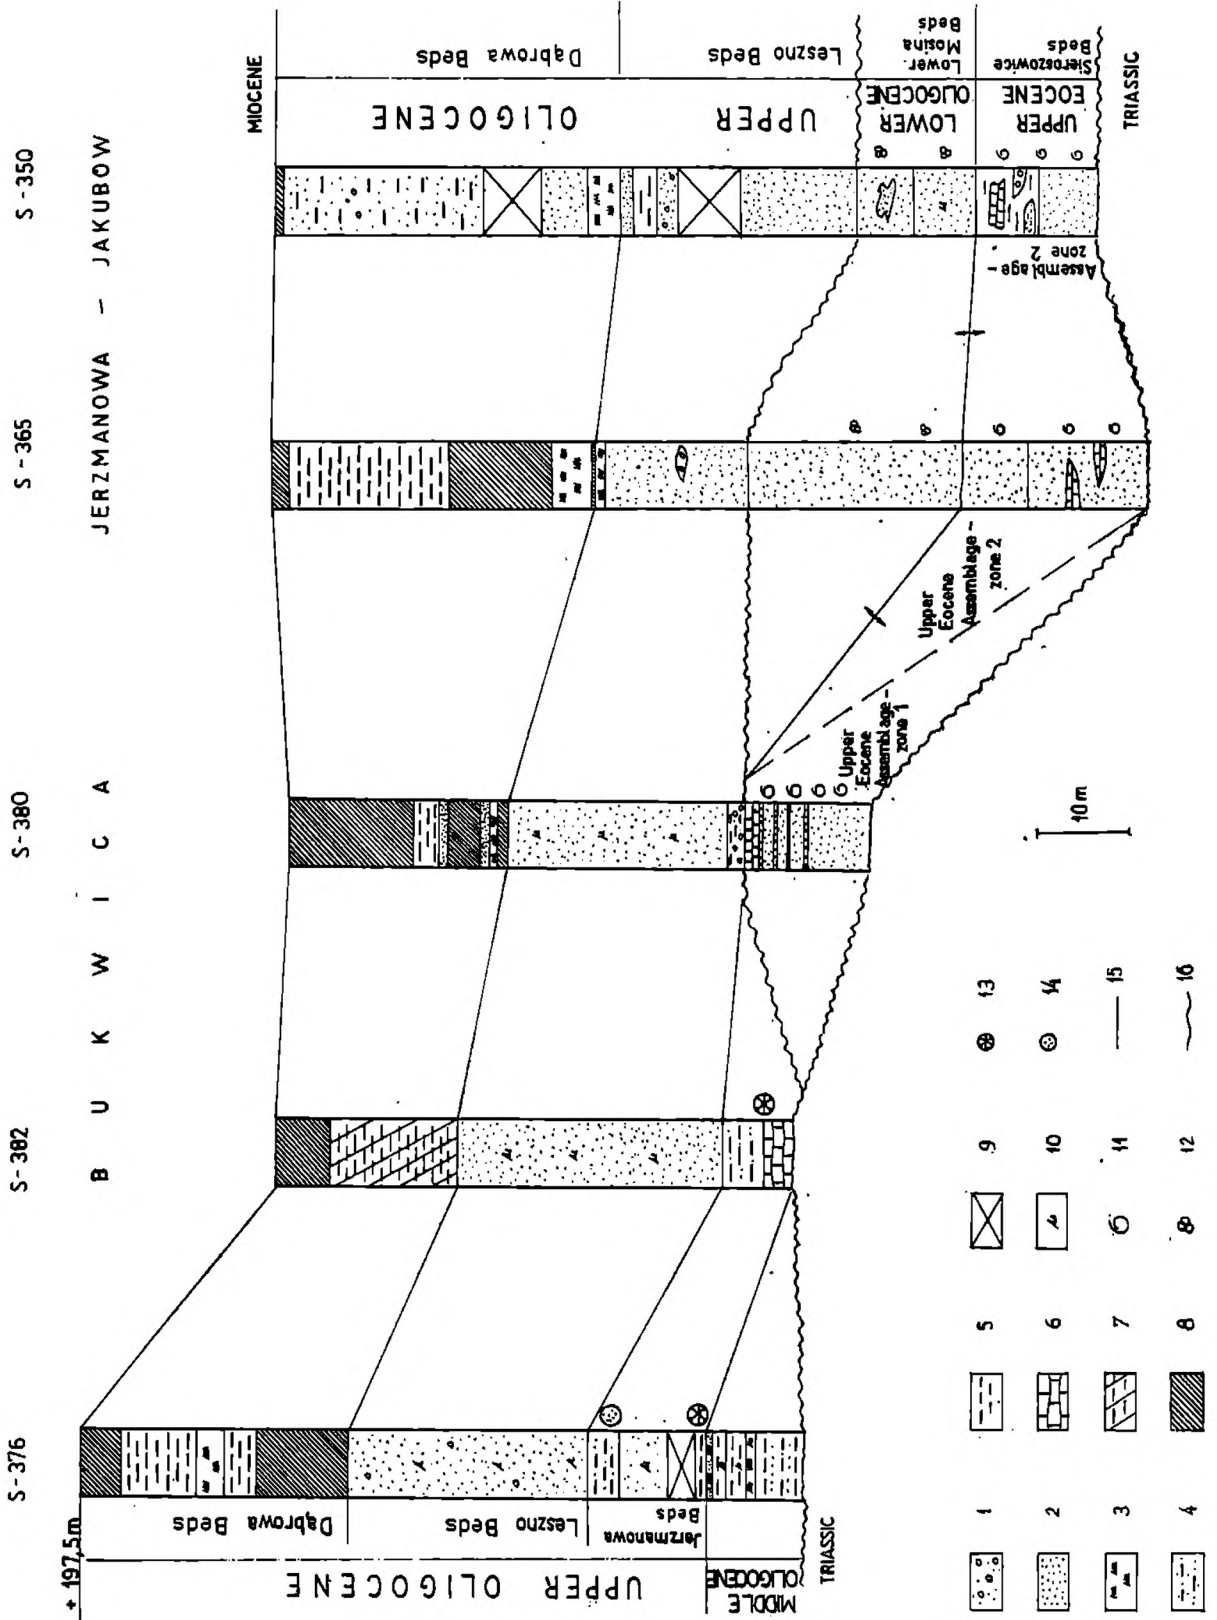 S-376
S-382
S-380
S-365
S-350
BUKWICA
JERZMANOWA - JAKUBOW
+ 197,5m
MIOCENE
UPPER OLIGOCENE
Dąbrowa Beds
Leszno Beds
Jerzmanowa
Beds
MIDDLE
OLIGOCENE
TRIASSIC
UPPER OLIGOCENE
Dąbrowa Beds
Leszno Beds
LOWER
OLIGOCENE
Lower
Mosina
Beds
UPPER
EOCENE
Sieroszowice
Beds
TRIASSIC
Assemblage -
zone 2
Upper
Eocene
Assemblage -
zone 2
Upper
Eocene
Assemblage -
zone 1
10 m
1
2
3
4
5
6
7
8
9
10
11
12
13
14
15
16